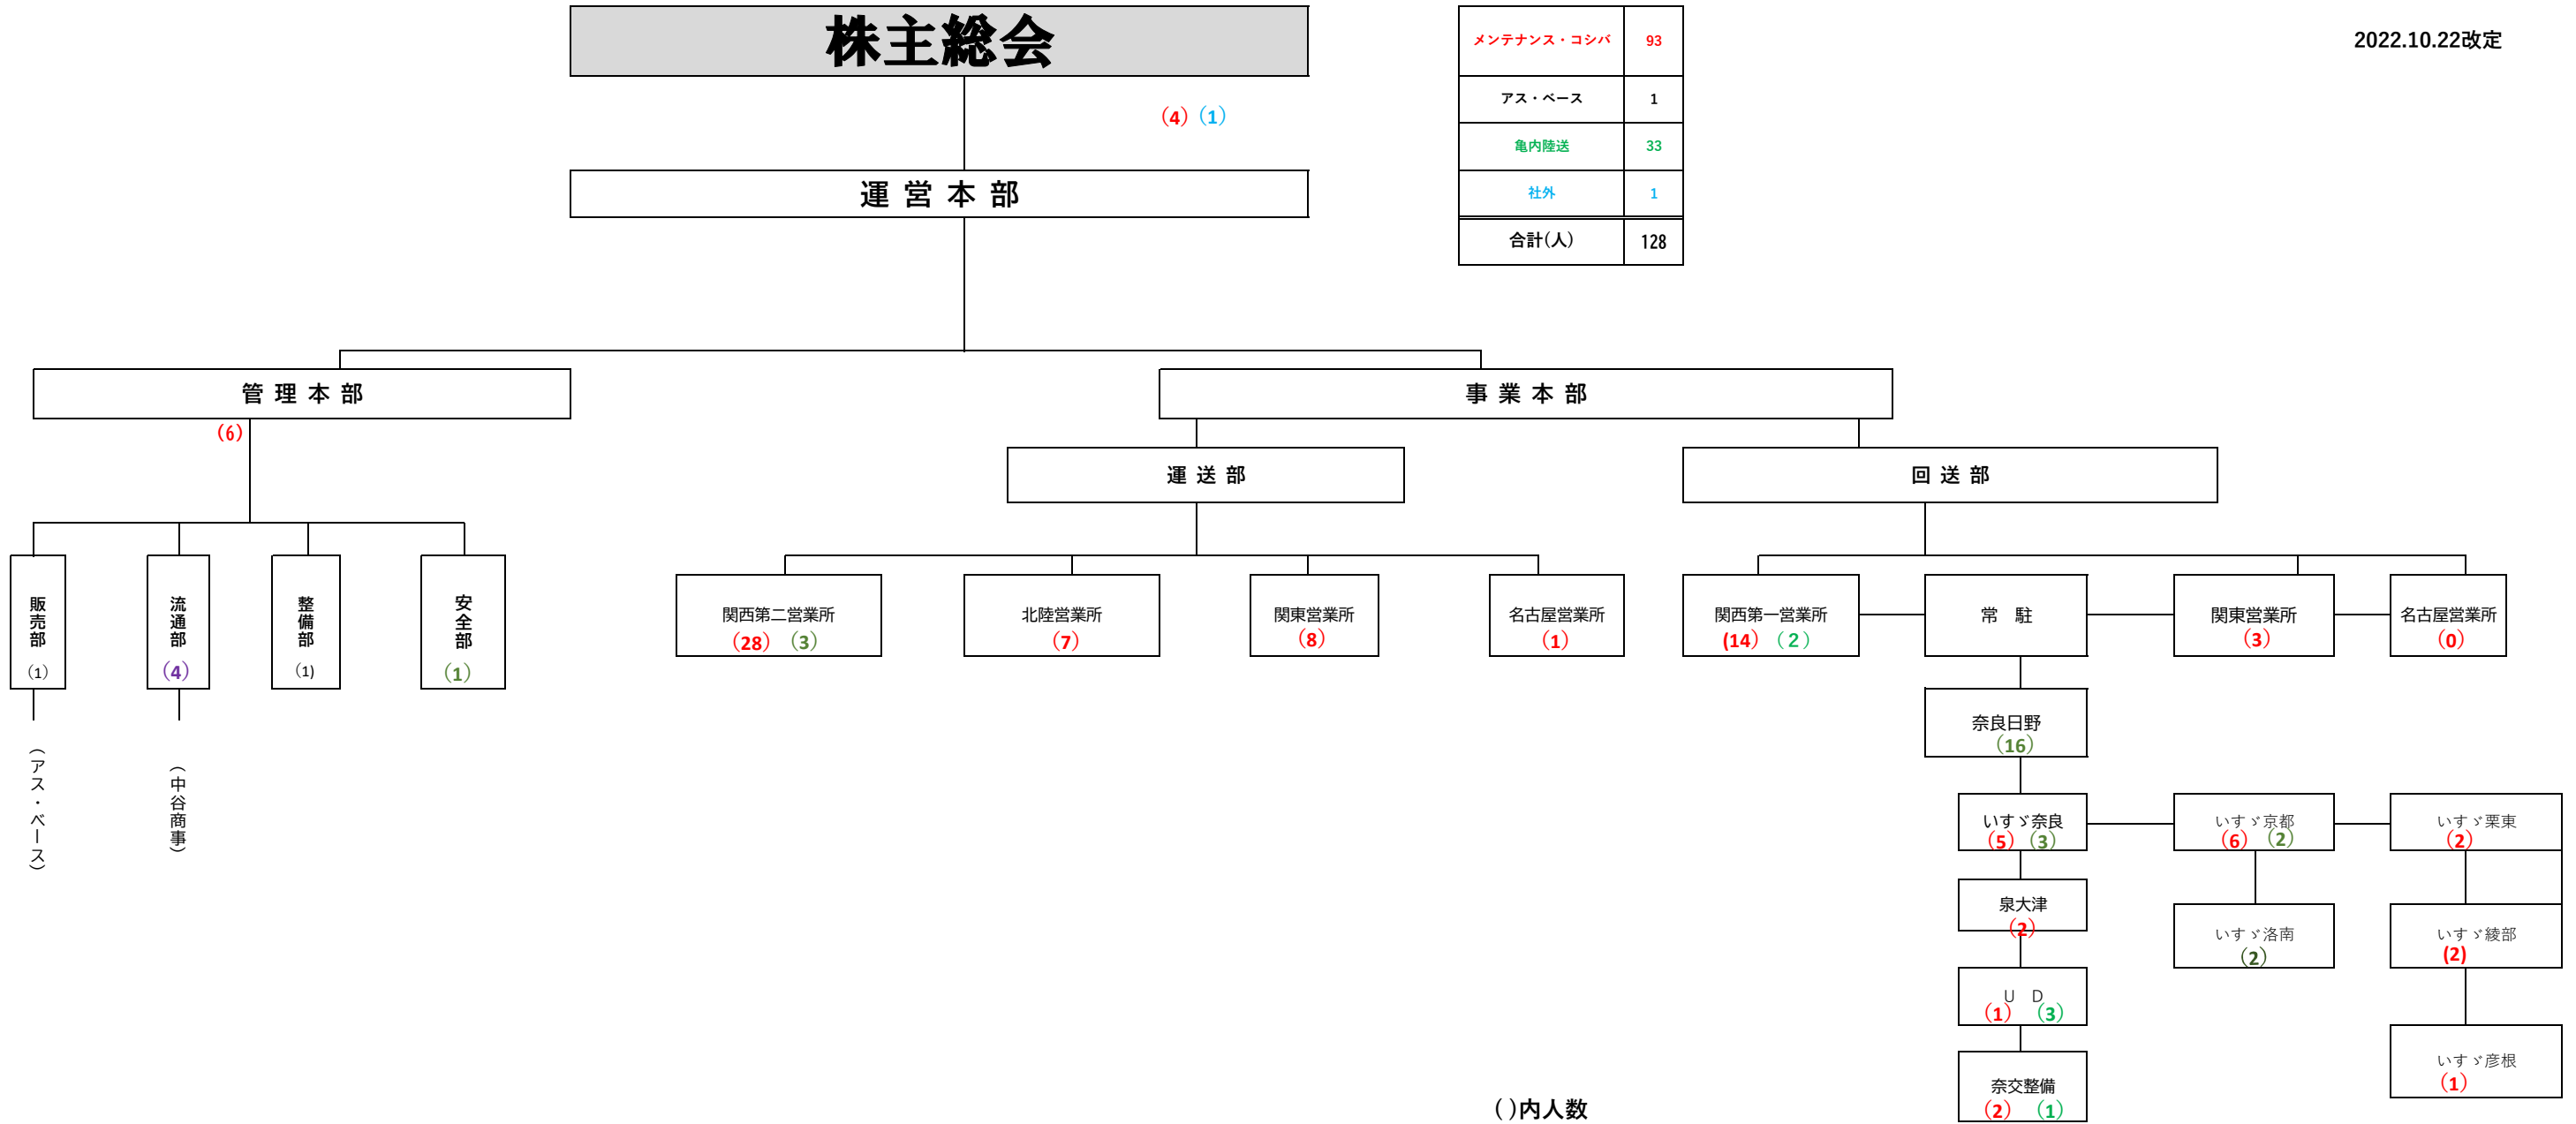 株主総会
メンテナンス・コシバ 93
アス・ベース 1
亀内陸送 33
社外 1
合計(人) 128
2022.10.22改定
（4）（1）
運営本部
管理本部
（6）
事業本部
運送部
回送部
販売部
（1）
流通部
（4）
整備部
（1)
安全部
（1）
（アス・ベース）
（中谷商事）
関西第二営業所
（28）（3）
北陸営業所
（7）
関東営業所
（8）
名古屋営業所
（1）
関西第一営業所
(14）（2）
常　駐
関東営業所
（3）
名古屋営業所
（0）
奈良日野
（16）
いすゞ奈良
（5）（3）
いすゞ京都
（6）（2）
いすゞ栗東
（2）
泉大津
（2）
いすゞ洛南
（2）
いすゞ綾部
(2)
U　D
（1）（3）
いすゞ彦根
（1）
奈交整備
（2）（1）
( )内人数